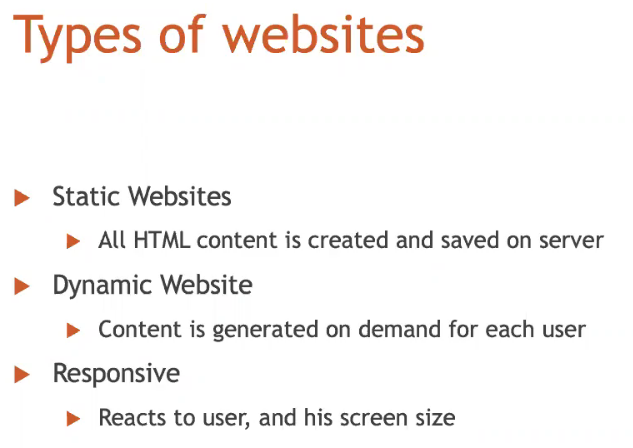 Types of websites
Static Websites
All HTML content is created and saved on server
Dynamic Website
Content is generated on demand for each user
Responsive
Reacts to user, and his screen size